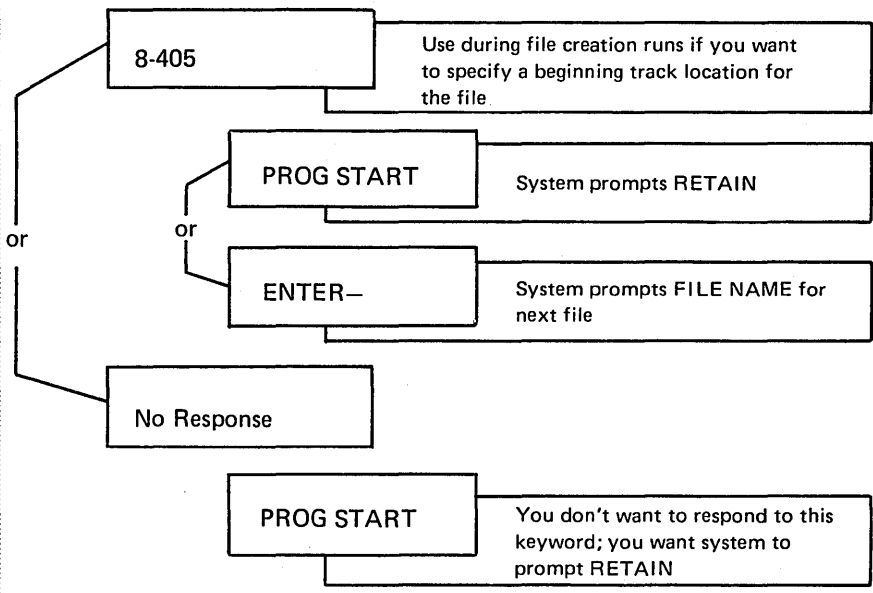 8-405
Use during file creation runs if you want
to specify a beginning track location for
the file
or
PROG START
System prompts RETAIN
or
ENTER—
System prompts FILE NAME for
next file
No Response
PROG START
You don't want to respond to this
keyword; you want system to
prompt RETAIN